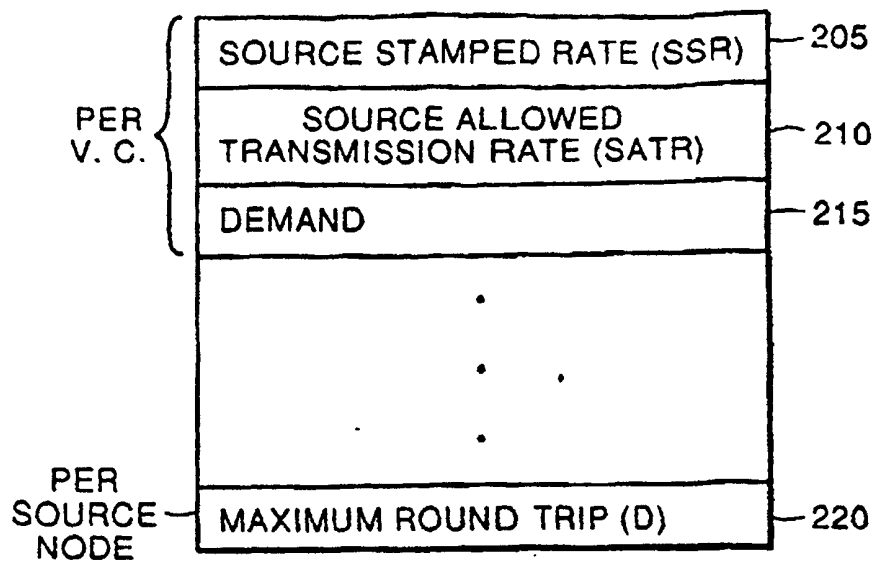 SOURCE STAMPED RATE (SSR)
205
PER
V. C.
SOURCE ALLOWED
TRANSMISSION RATE (SATR)
210
DEMAND
215
PER
SOURCE
NODE
MAXIMUM ROUND TRIP (D)
220